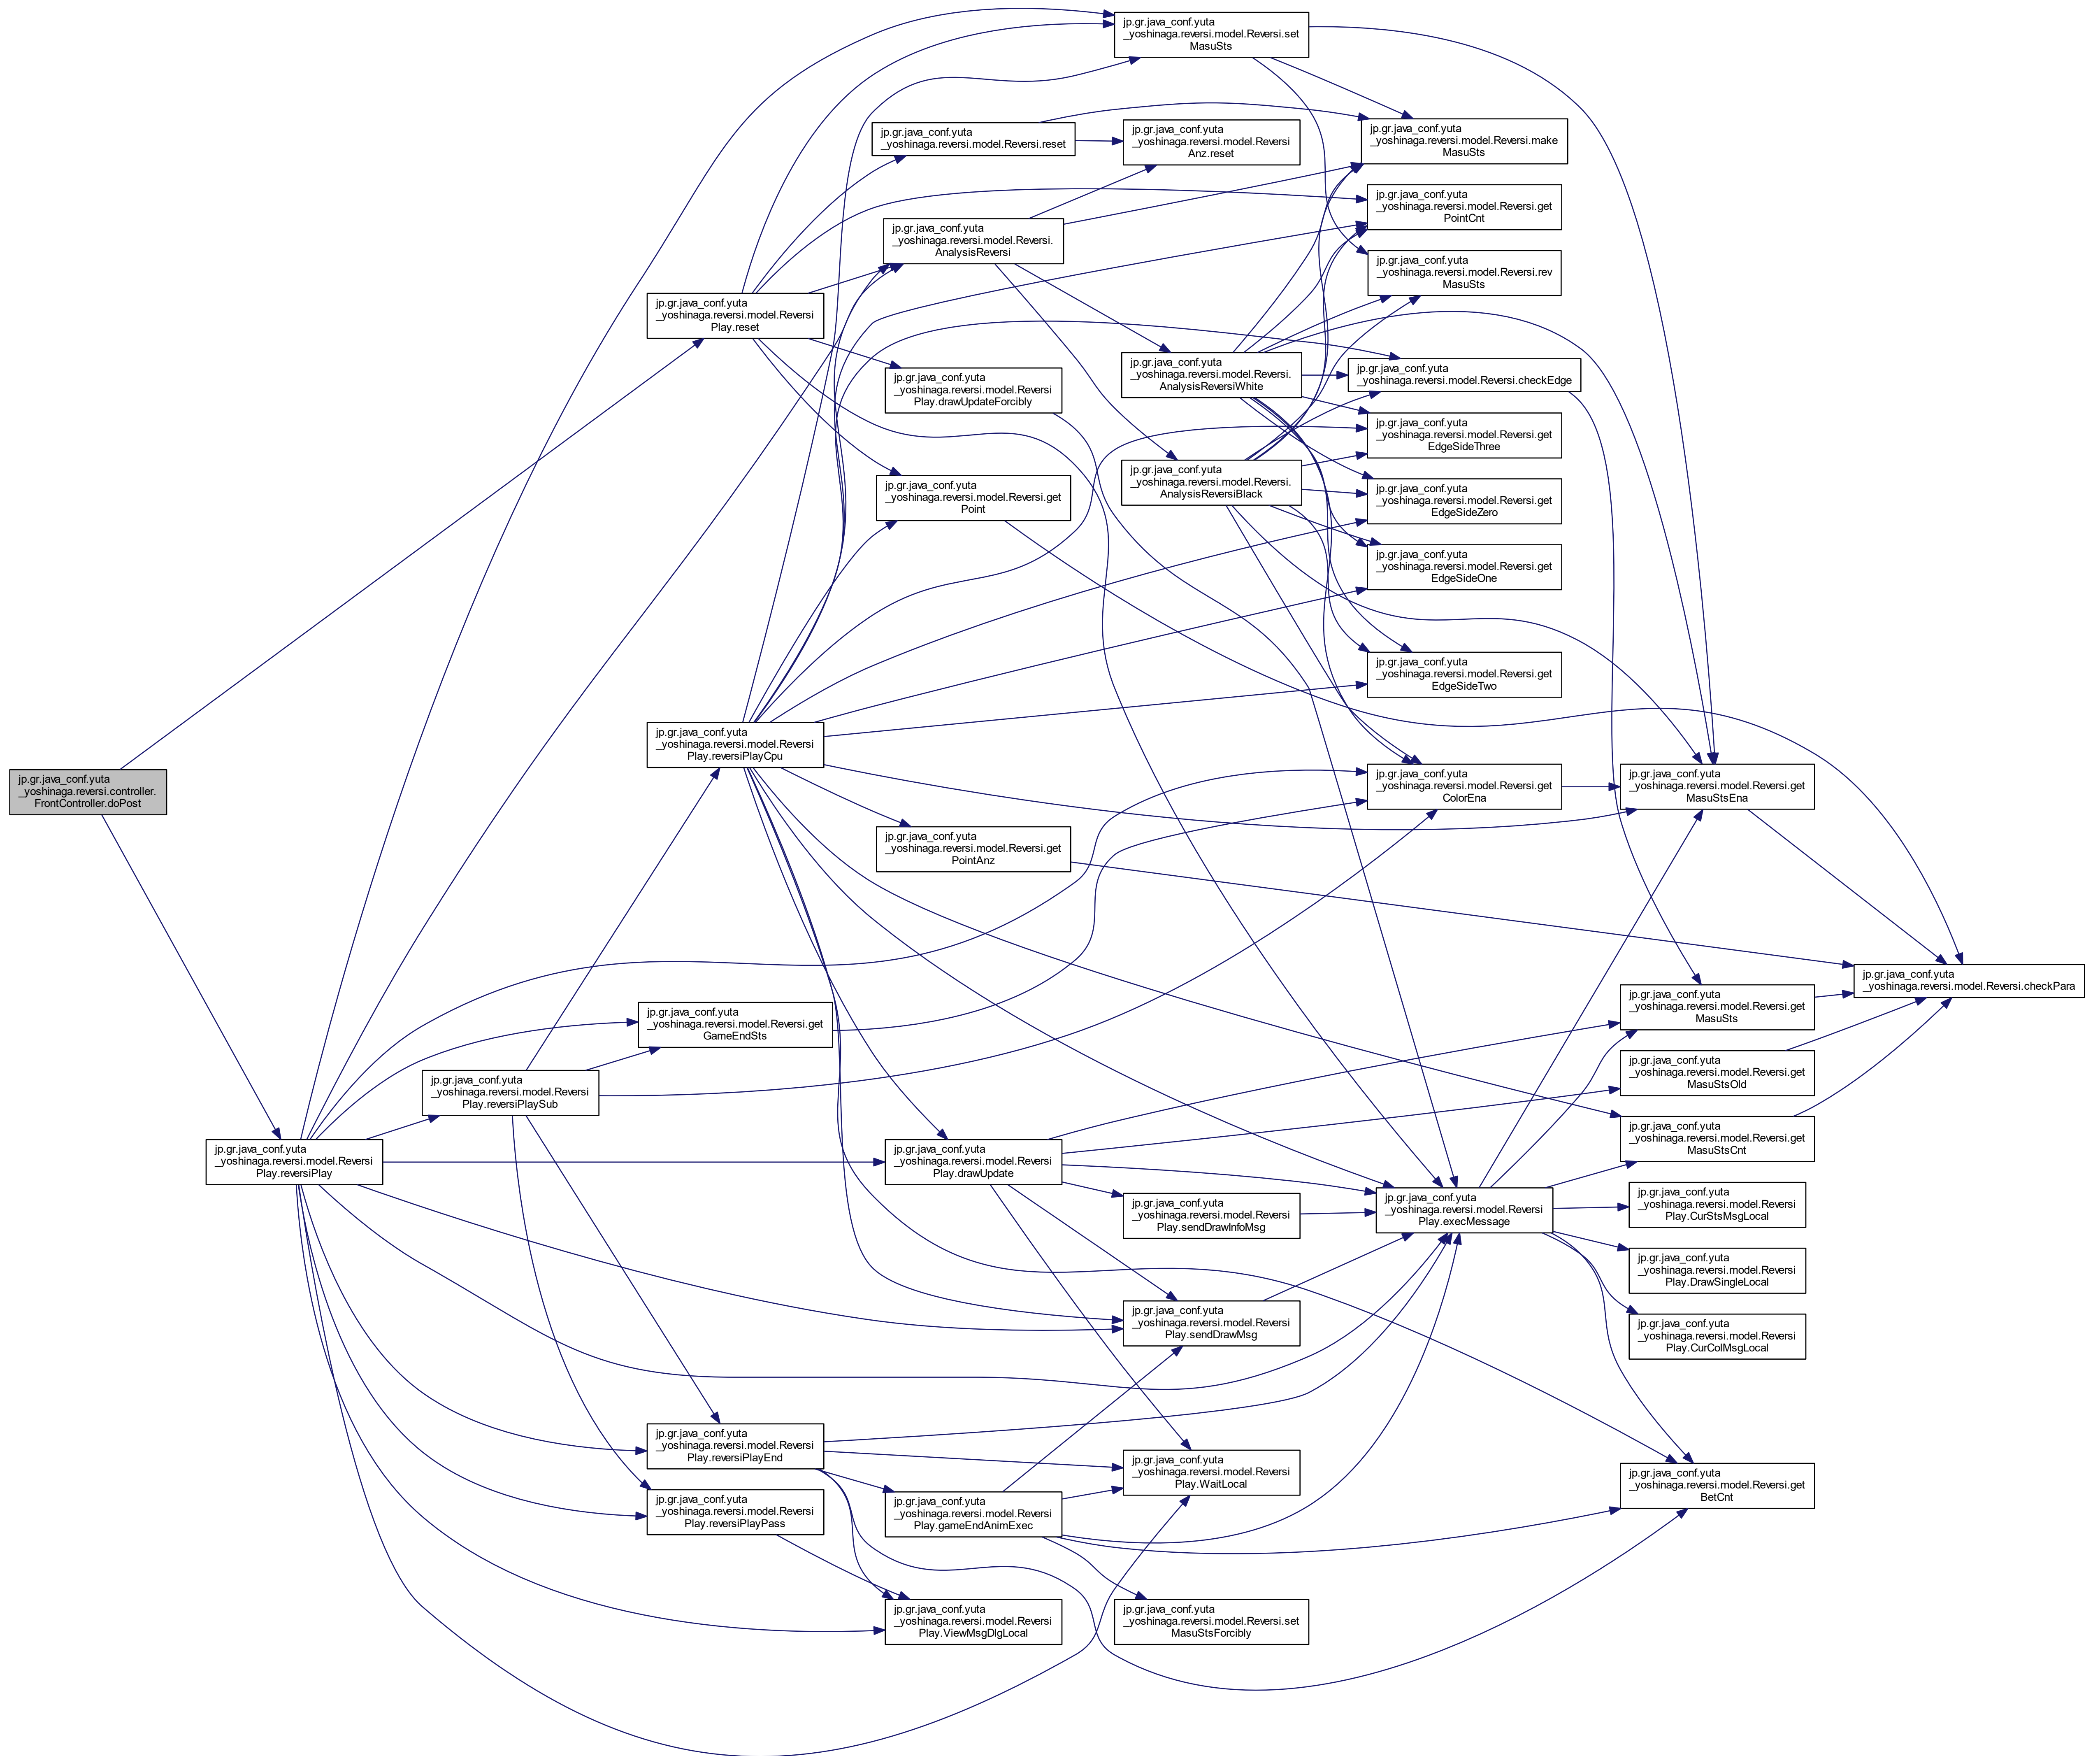 jp.gr.java_conf.yuta
_yoshinaga.reversi.controller.
FrontController.doPost
jp.gr.java_conf.yuta
_yoshinaga.reversi.model.Reversi
Play.reversiPlay
jp.gr.java_conf.yuta
_yoshinaga.reversi.model.Reversi
Play.reversiPlaySub
jp.gr.java_conf.yuta
_yoshinaga.reversi.model.Reversi
Play.reset
jp.gr.java_conf.yuta
_yoshinaga.reversi.model.Reversi
Play.reversiPlayCpu
jp.gr.java_conf.yuta
_yoshinaga.reversi.model.Reversi.get
GameEndSts
jp.gr.java_conf.yuta
_yoshinaga.reversi.model.Reversi
Play.reversiPlayEnd
jp.gr.java_conf.yuta
_yoshinaga.reversi.model.Reversi
Play.reversiPlayPass
jp.gr.java_conf.yuta
_yoshinaga.reversi.model.Reversi.reset
jp.gr.java_conf.yuta
_yoshinaga.reversi.model.Reversi.
AnalysisReversi
jp.gr.java_conf.yuta
_yoshinaga.reversi.model.Reversi
Play.drawUpdateForcibly
jp.gr.java_conf.yuta
_yoshinaga.reversi.model.Reversi.get
Point
jp.gr.java_conf.yuta
_yoshinaga.reversi.model.Reversi.get
PointAnz
jp.gr.java_conf.yuta
_yoshinaga.reversi.model.Reversi
Play.drawUpdate
jp.gr.java_conf.yuta
_yoshinaga.reversi.model.Reversi
Play.gameEndAnimExec
jp.gr.java_conf.yuta
_yoshinaga.reversi.model.Reversi
Play.ViewMsgDlgLocal
jp.gr.java_conf.yuta
_yoshinaga.reversi.model.Reversi.set
MasuSts
jp.gr.java_conf.yuta
_yoshinaga.reversi.model.Reversi
Anz.reset
jp.gr.java_conf.yuta
_yoshinaga.reversi.model.Reversi.
AnalysisReversiWhite
jp.gr.java_conf.yuta
_yoshinaga.reversi.model.Reversi.
AnalysisReversiBlack
jp.gr.java_conf.yuta
_yoshinaga.reversi.model.Reversi
Play.sendDrawInfoMsg
jp.gr.java_conf.yuta
_yoshinaga.reversi.model.Reversi
Play.sendDrawMsg
jp.gr.java_conf.yuta
_yoshinaga.reversi.model.Reversi
Play.WaitLocal
jp.gr.java_conf.yuta
_yoshinaga.reversi.model.Reversi.set
MasuStsForcibly
jp.gr.java_conf.yuta
_yoshinaga.reversi.model.Reversi.make
MasuSts
jp.gr.java_conf.yuta
_yoshinaga.reversi.model.Reversi.get
PointCnt
jp.gr.java_conf.yuta
_yoshinaga.reversi.model.Reversi.rev
MasuSts
jp.gr.java_conf.yuta
_yoshinaga.reversi.model.Reversi.checkEdge
jp.gr.java_conf.yuta
_yoshinaga.reversi.model.Reversi.get
EdgeSideThree
jp.gr.java_conf.yuta
_yoshinaga.reversi.model.Reversi.get
EdgeSideZero
jp.gr.java_conf.yuta
_yoshinaga.reversi.model.Reversi.get
EdgeSideOne
jp.gr.java_conf.yuta
_yoshinaga.reversi.model.Reversi.get
EdgeSideTwo
jp.gr.java_conf.yuta
_yoshinaga.reversi.model.Reversi.get
ColorEna
jp.gr.java_conf.yuta
_yoshinaga.reversi.model.Reversi
Play.execMessage
jp.gr.java_conf.yuta
_yoshinaga.reversi.model.Reversi.get
MasuStsEna
jp.gr.java_conf.yuta
_yoshinaga.reversi.model.Reversi.get
MasuSts
jp.gr.java_conf.yuta
_yoshinaga.reversi.model.Reversi.get
MasuStsOld
jp.gr.java_conf.yuta
_yoshinaga.reversi.model.Reversi.get
MasuStsCnt
jp.gr.java_conf.yuta
_yoshinaga.reversi.model.Reversi
Play.CurStsMsgLocal
jp.gr.java_conf.yuta
_yoshinaga.reversi.model.Reversi
Play.DrawSingleLocal
jp.gr.java_conf.yuta
_yoshinaga.reversi.model.Reversi
Play.CurColMsgLocal
jp.gr.java_conf.yuta
_yoshinaga.reversi.model.Reversi.get
BetCnt
jp.gr.java_conf.yuta
_yoshinaga.reversi.model.Reversi.checkPara